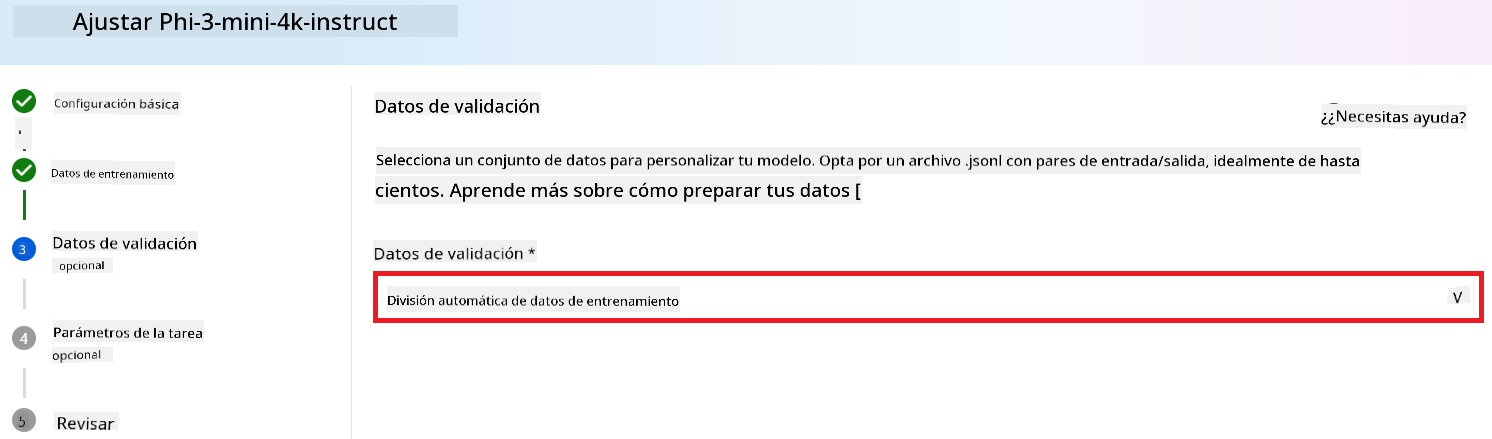 Ajustar Phi-3-mini-4k-instruct
Configuración básica
Datos de entrenamiento
3
Datos de validación
opcional
4
Parámetros de la tarea
opcional
5
Revisar
Datos de validación
¿¿Necesitas ayuda?
Selecciona un conjunto de datos para personalizar tu modelo. Opta por un archivo .jsonl con pares de entrada/salida, idealmente de hasta
cientos. Aprende más sobre cómo preparar tus datos [
Datos de validación *
División automática de datos de entrenamiento
V